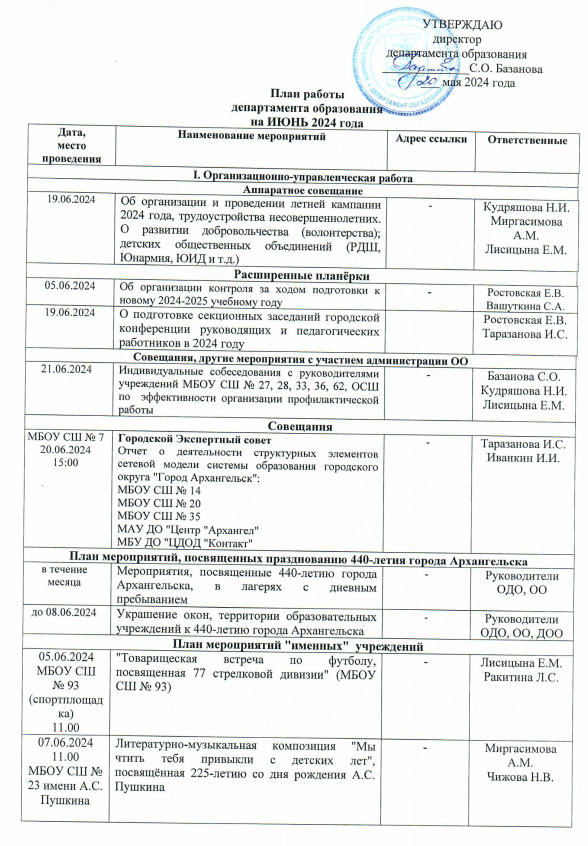 УТВЕРЖДАЮ
директор
департамента образования
С.О. Базанова
20 мая 2024 года
План работы
департамента образования
на ИЮНЬ 2024 года
Дата,
место
проведения
Наименование мероприятий
Адрес ссылки
Ответственные
I. Организационно-управленческая работа
Аппаратное совещание
19.06.2024
Об организации и проведении летней кампании
2024 года, трудоустройства несовершеннолетних.
О развитии добровольчества (волонтерства);
детских общественных объединений (РДШ,
Юнармия, ЮИД и т.д.)
-
Кудряшова Н.И.
Миргасимова
А.М.
Лисицына Е.М.
Расширенные планёрки
05.06.2024
Об организации контроля за ходом подготовки к
новому 2024-2025 учебному году
-
Ростовская Е.В.
Вашуткина С.А.
19.06.2024
О подготовке секционных заседаний городской
конференции руководящих и педагогических
работников в 2024 году
Ростовская Е.В.
Таразанова И.С.
Совещания, другие мероприятия с участием администрации ОО
21.06.2024
Индивидуальные собеседования с руководителями
учреждений МБОУ СШ № 27, 28, 33, 36, 62, ОСШ
по эффективности организации профилактической
работы
-
Базанова С.О.
Кудряшова Н.И.
Лисицына Е.М.
Совещания
МБОУ СШ № 7
20.06.2024
15:00
Городской Экспертный совет
Отчет о деятельности структурных элементов
сетевой модели системы образования городского
округа "Город Архангельск":
МБОУ СШ № 14
МБОУ СШ № 20
МБОУ СШ № 35
МАУ ДО "Центр "Архангел"
МБУ ДО "ЦДОД "Контакт"
-
Таразанова И.С.
Иванкин И.И.
План мероприятий, посвященных празднованию 440-летия города Архангельска
в течение
месяца
Мероприятия, посвященные 440-летию города
Архангельска, в лагерях с дневным
пребыванием
-
Руководители
ОДО, ОО
до 08.06.2024
Украшение окон, территории образовательных
учреждений к 440-летию города Архангельска
-
Руководители
ОДО, ОО, ДОО
План мероприятий "именных" учреждений
05.06.2024
МБОУ СШ
№ 93
(спортплощад
ка)
11.00
"Товарищеская встреча по футболу,
посвященная 77 стрелковой дивизии" (МБОУ
СШ № 93)
-
Лисицына Е.М.
Ракитина Л.С.
07.06.2024
11.00
МБОУ СШ №
23 имени А.С.
Пушкина
Литературно-музыкальная композиция "Мы
чтить тебя привыкли с детских лет",
посвящённая 225-летию со дня рождения А.С.
Пушкина
-
Миргасимова
А.М.
Чижова Н.В.